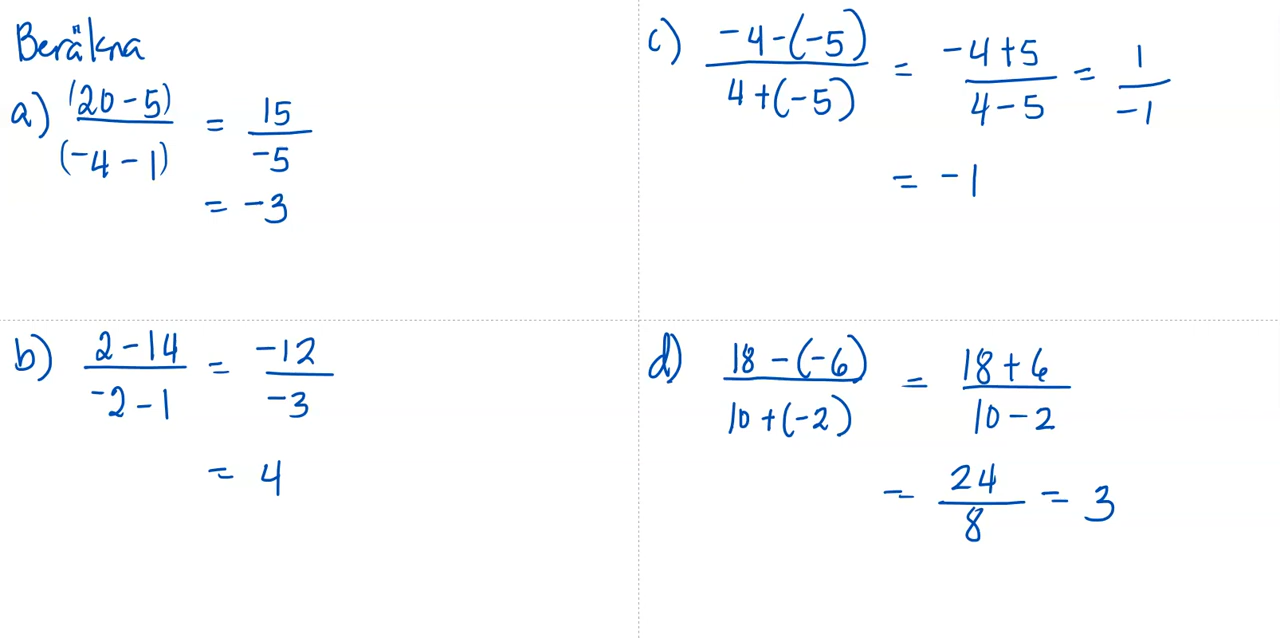 Beräkna
a) (20 - 5) / (-4 - 1) = 15 / -5
= -3
b) 2 - 14 / -2 - 1 = -12 / -3
= 4
c) -4 - (-5) / 4 + (-5) = -4 + 5 / 4 - 5 = 1 / -1
= -1
d) 18 - (-6) / 10 + (-2) = 18 + 6 / 10 - 2
= 24 / 8 = 3